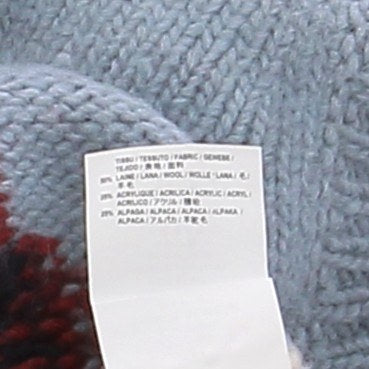 TISSU / TESSUTO / FABRIC / GEWEBE /
TEJIDO / 表地 / 面料
50% LAINE / LANA / WOOL / WOLLE / LANA / 毛 /
羊毛
25% ACRYLIQUE / ACRILICA / ACRYLIC / ACRYL /
ACRILICO / アクリル / 腈纶
25% ALPAGA / ALPACA / ALPACA / ALPAKA /
ALPACA / アルパカ / 羊驼毛